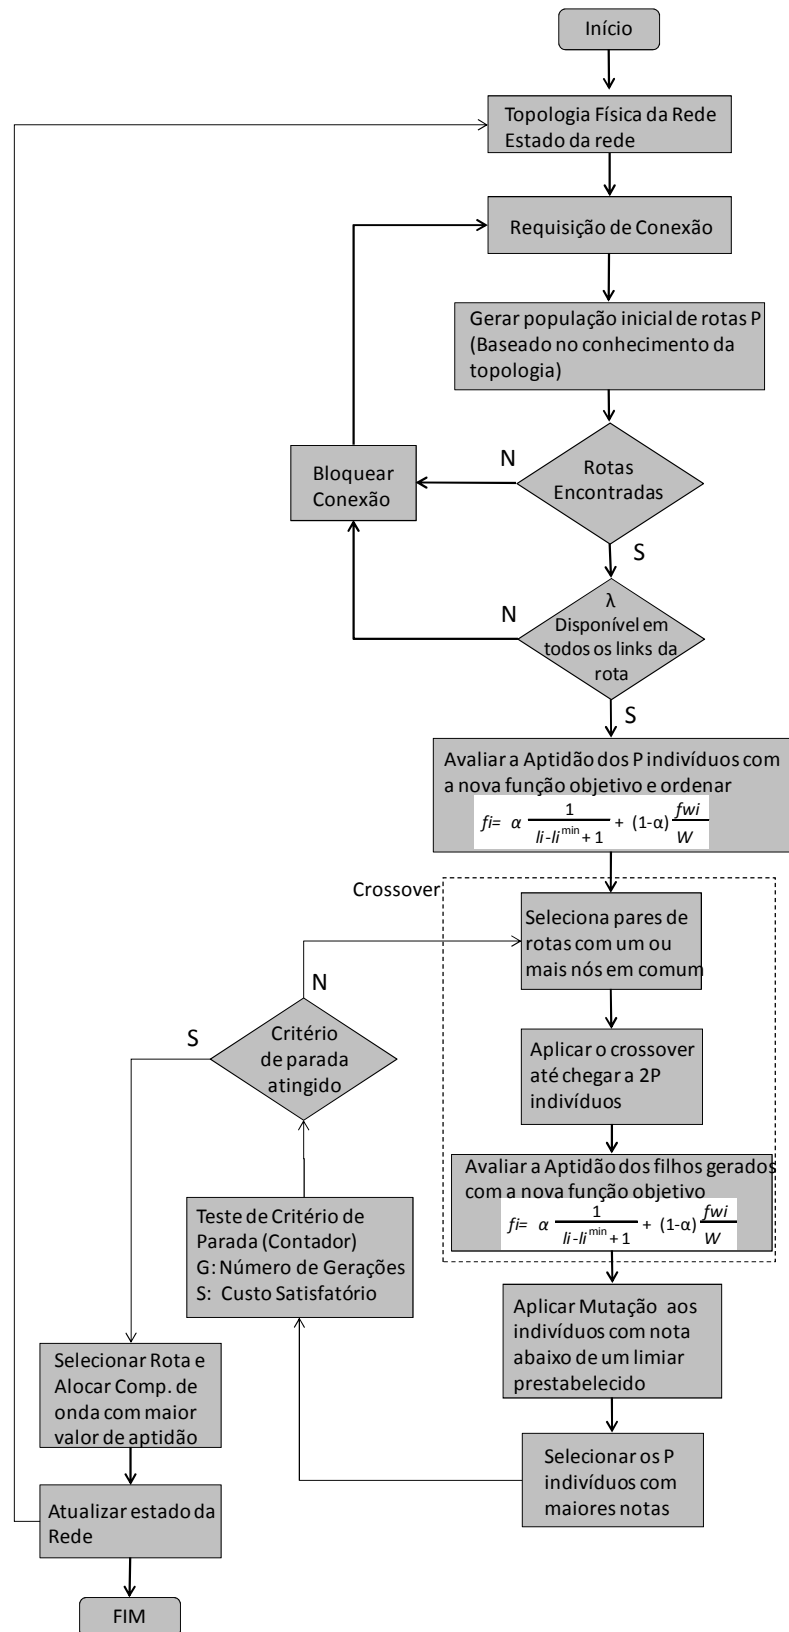 Início
Topologia Física da Rede
Estado da rede
Requisição de Conexão
Gerar população inicial de rotas P
(Baseado no conhecimento da
topologia)
Rotas
Encontradas
N
Bloquear
Conexão
S
λ
Disponível em
todos os links da
rota
N
S
Avaliar a Aptidão dos P indivíduos com
a nova função objetivo e ordenar
fi= α 1/(li-li^min + 1) + (1-α) fwi/W
Crossover
Seleciona pares de
rotas com um ou
mais nós em comum
Aplicar o crossover
até chegar a 2P
indivíduos
Avaliar a Aptidão dos filhos gerados
com a nova função objetivo
fi= α 1/(li-li^min + 1) + (1-α) fwi/W
Aplicar Mutação aos
indivíduos com nota
abaixo de um limiar
prestabelecido
Selecionar os P
indivíduos com
maiores notas
Teste de Critério de
Parada (Contador)
G: Número de Gerações
S: Custo Satisfatório
Critério
de parada
atingido
N
S
Selecionar Rota e
Alocar Comp. de
onda com maior
valor de aptidão
Atualizar estado da
Rede
FIM